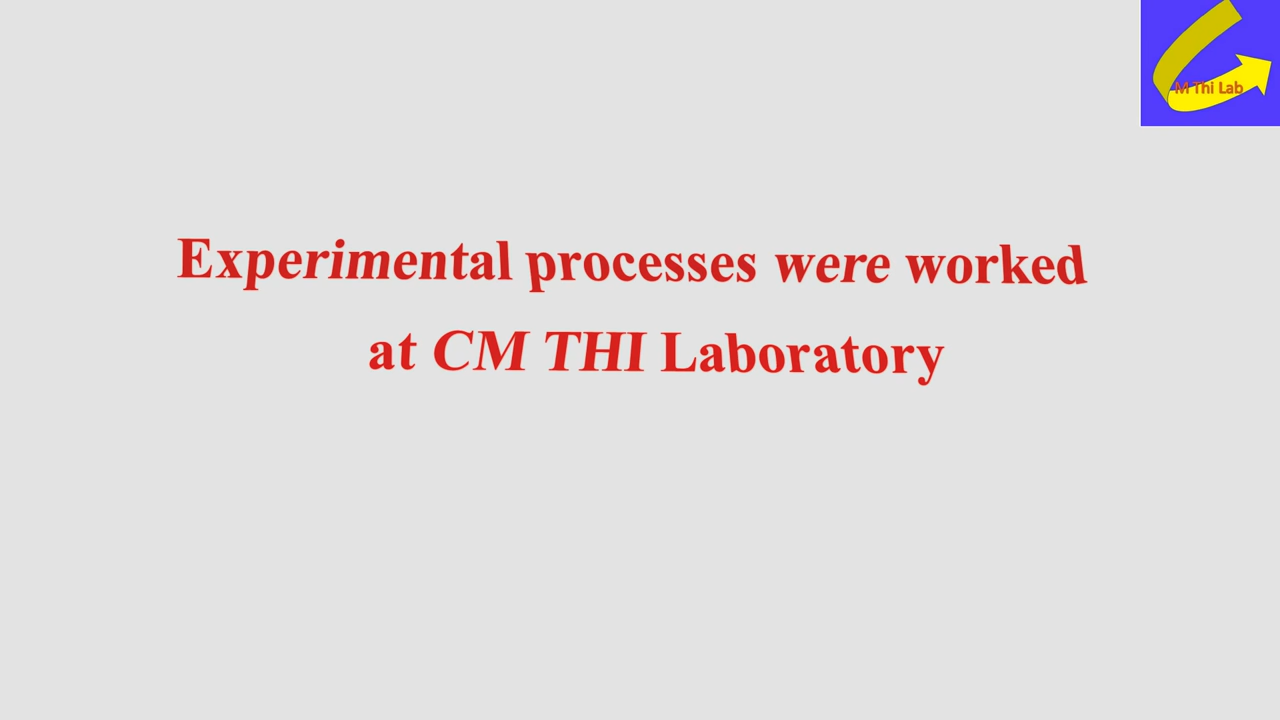 M Thi Lab
Experimental processes were worked
at CM THI Laboratory